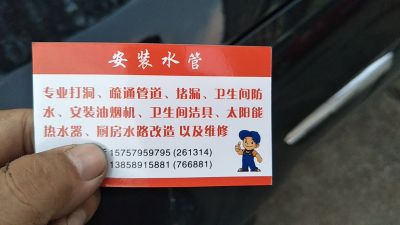 安装水管
专业打洞、疏通管道、堵漏、卫生间防
水、安装油烟机、卫生间洁具、太阳能
热水器、厨房水路改造 以及维修
15757959795 (261314)
13858915881 (766881)